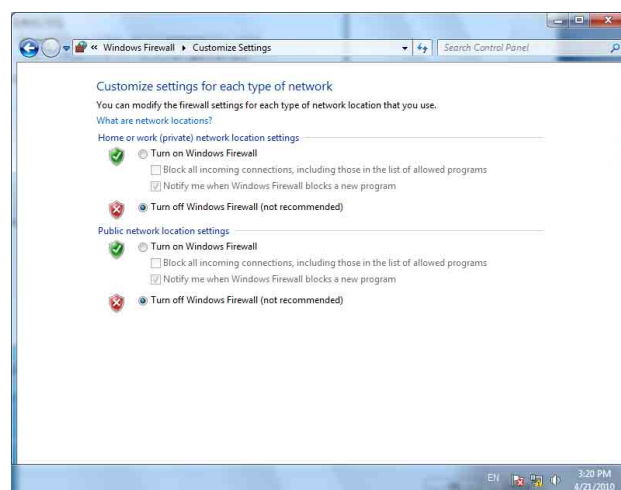 « Windows Firewall ▸ Customize Settings
Search Control Panel
Customize settings for each type of network
You can modify the firewall settings for each type of network location that you use.
What are network locations?
Home or work (private) network location settings
Turn on Windows Firewall
Block all incoming connections, including those in the list of allowed programs
Notify me when Windows Firewall blocks a new program
Turn off Windows Firewall (not recommended)
Public network location settings
Turn on Windows Firewall
Block all incoming connections, including those in the list of allowed programs
Notify me when Windows Firewall blocks a new program
Turn off Windows Firewall (not recommended)
EN
3:20 PM
4/21/2010